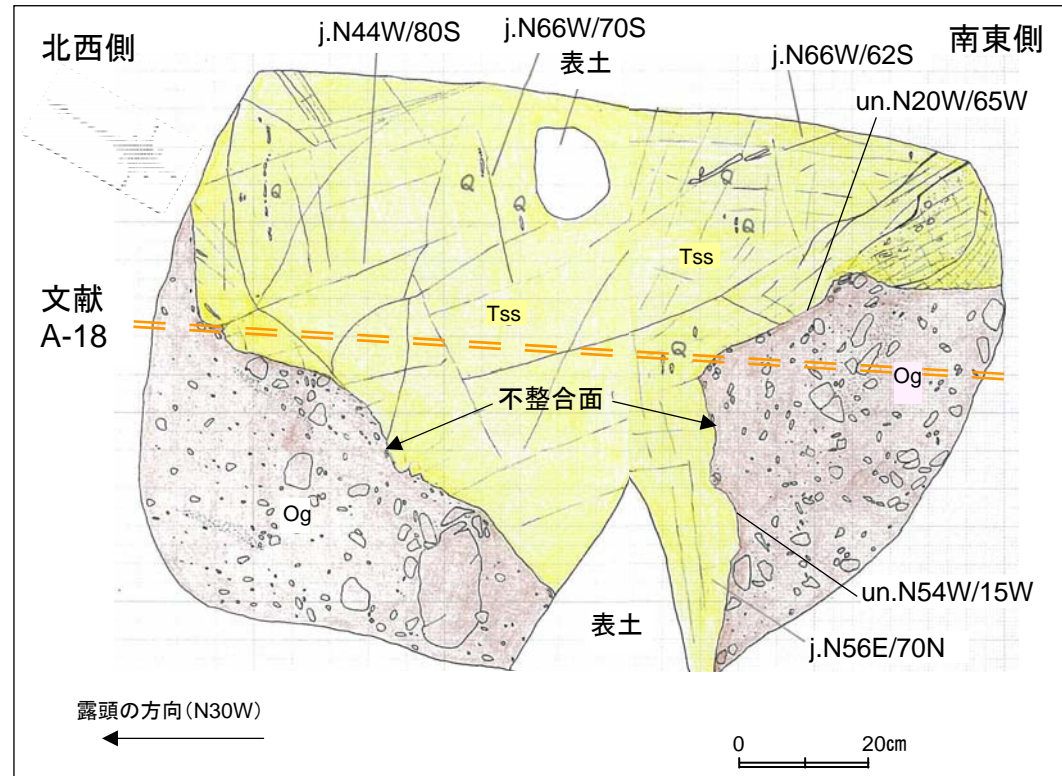 北西側
j.N44W/80S
j.N66W/70S
表土
j.N66W/62S
南東側
un.N20W/65W
Q
Q
Q
Q
Tss
文献
A-18
Tss
Q
Og
不整合面
Og
un.N54W/15W
表土
j.N56E/70N
露頭の方向(N30W)
0 20㎝